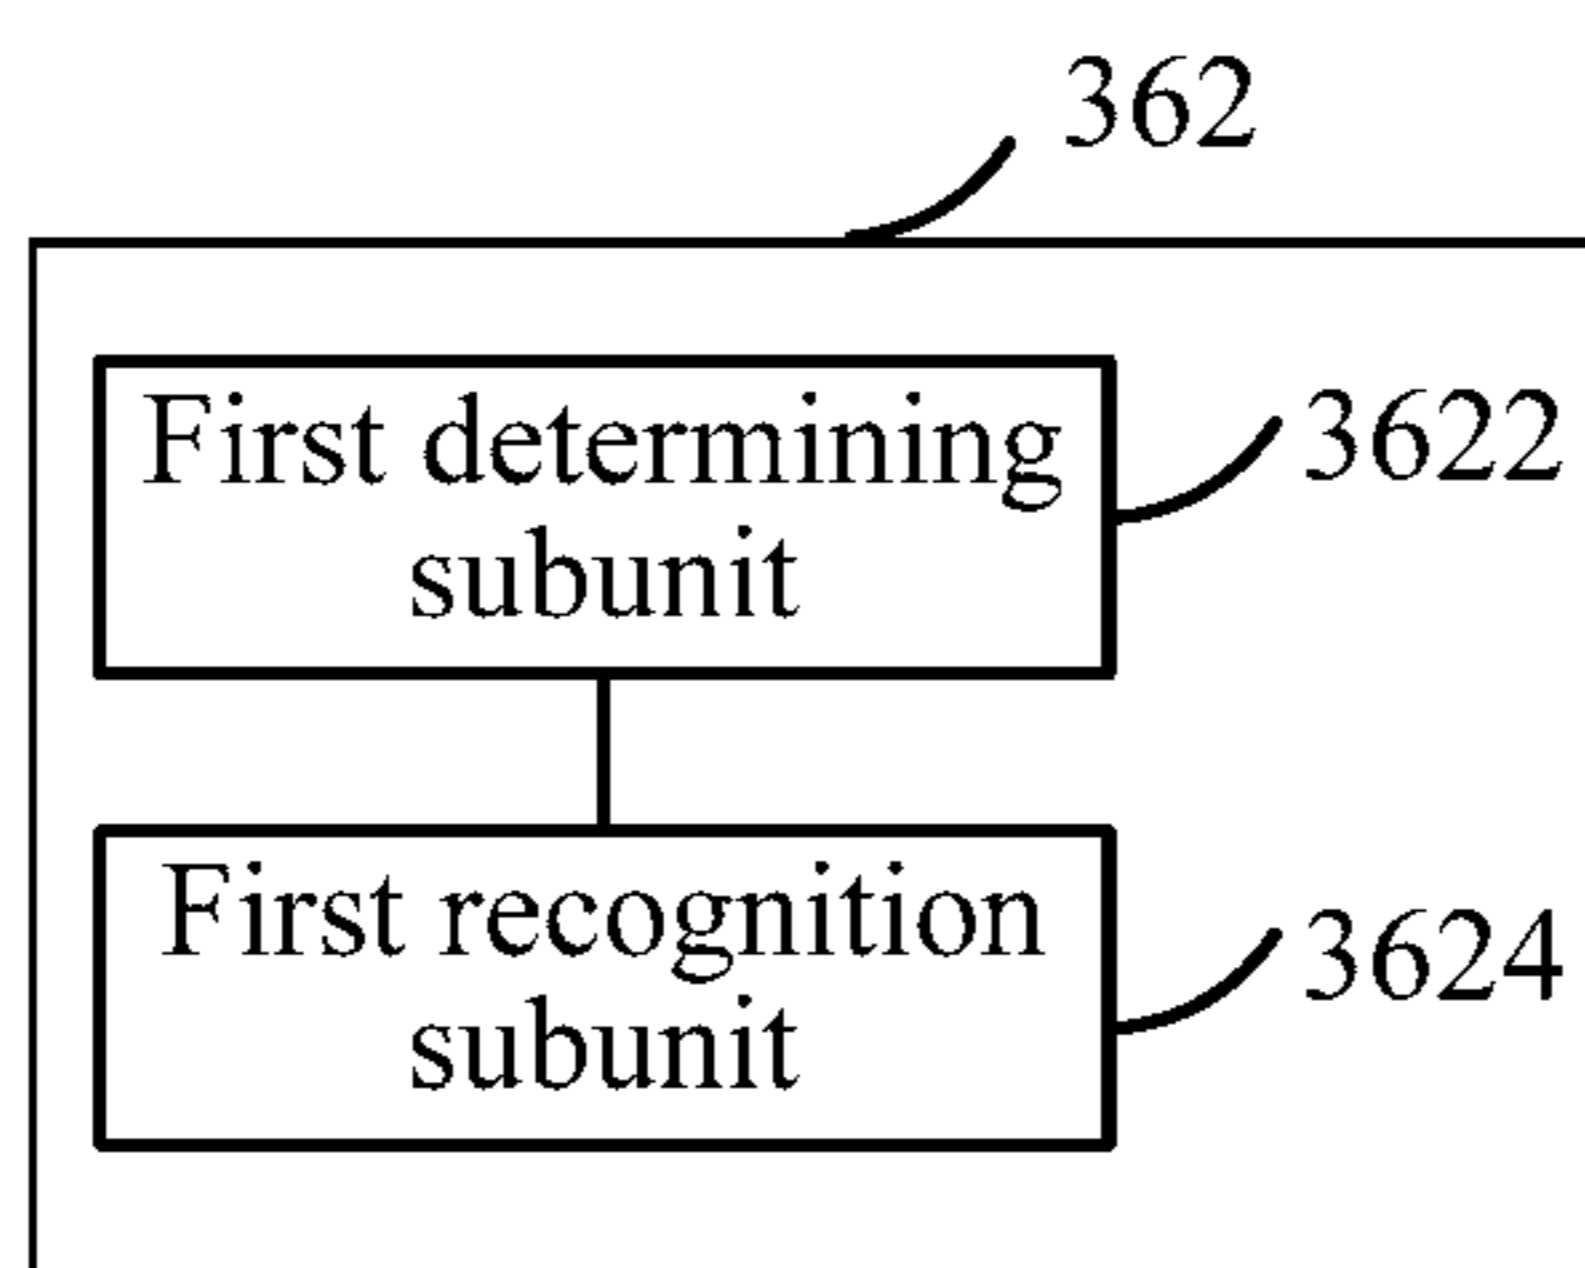 362
First determining
subunit
3622
First recognition
subunit
3624